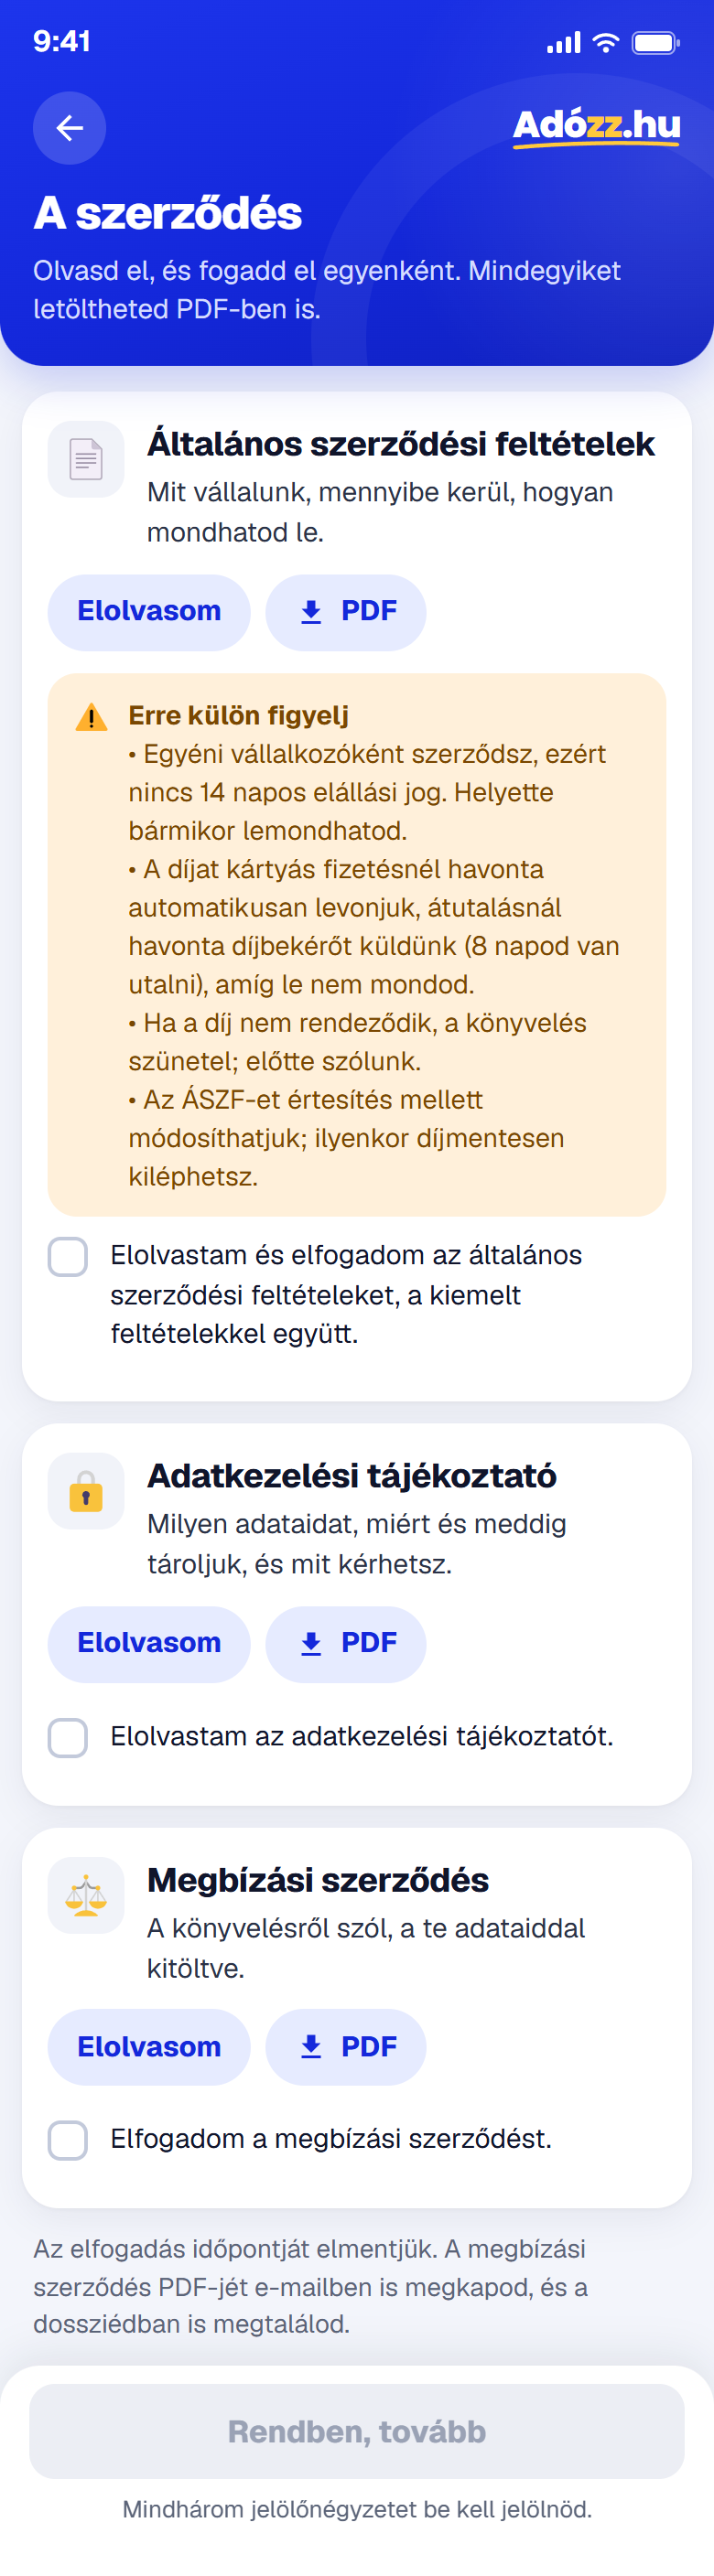 9:41
Adózz.hu
A szerződés
Olvasd el, és fogadd el egyenként. Mindegyiket
letöltheted PDF-ben is.
Általános szerződési feltételek
Mit vállalunk, mennyibe kerül, hogyan
mondhatod le.
Elolvasom
PDF
Erre külön figyelj
• Egyéni vállalkozóként szerződsz, ezért
nincs 14 napos elállási jog. Helyette
bármikor lemondhatod.
• A díjat kártyás fizetésnél havonta
automatikusan levonjuk, átutalásnál
havonta díjbekérőt küldünk (8 napod van
utalni), amíg le nem mondod.
• Ha a díj nem rendeződik, a könyvelés
szünetel; előtte szólunk.
• Az ÁSZF-et értesítés mellett
módosíthatjuk; ilyenkor díjmentesen
kiléphetsz.
Elolvastam és elfogadom az általános
szerződési feltételeket, a kiemelt
feltételekkel együtt.
Adatkezelési tájékoztató
Milyen adataidat, miért és meddig
tároljuk, és mit kérhetsz.
Elolvasom
PDF
Elolvastam az adatkezelési tájékoztatót.
Megbízási szerződés
A könyvelésről szól, a te adataiddal
kitöltve.
Elolvasom
PDF
Elfogadom a megbízási szerződést.
Az elfogadás időpontját elmentjük. A megbízási
szerződés PDF-jét e-mailben is megkapod, és a
dossziédban is megtalálod.
Rendben, tovább
Mindhárom jelölőnégyzetet be kell jelölnöd.